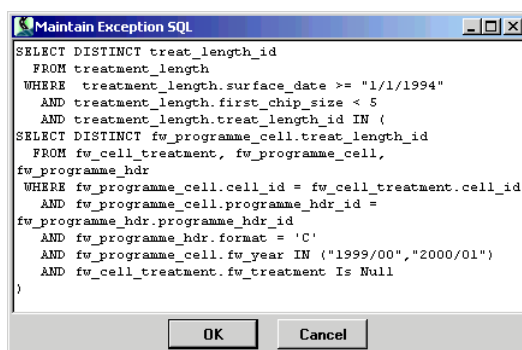 Maintain Exception SQL
SELECT DISTINCT treat_length_id
FROM treatment_length
WHERE treatment_length.surface_date >= "1/1/1994"
AND treatment_length.first_chip_size < 5
AND treatment_length.treat_length_id IN (
SELECT DISTINCT fw_programme_cell.treat_length_id
FROM fw_cell_treatment, fw_programme_cell,
fw_programme_hdr
WHERE fw_programme_cell.cell_id = fw_cell_treatment.cell_id
AND fw_programme_cell.programme_hdr_id =
fw_programme_hdr.programme_hdr_id
AND fw_programme_hdr.format = 'C'
AND fw_programme_cell.fw_year IN ("1999/00","2000/01")
AND fw_cell_treatment.fw_treatment Is Null
)
OK Cancel